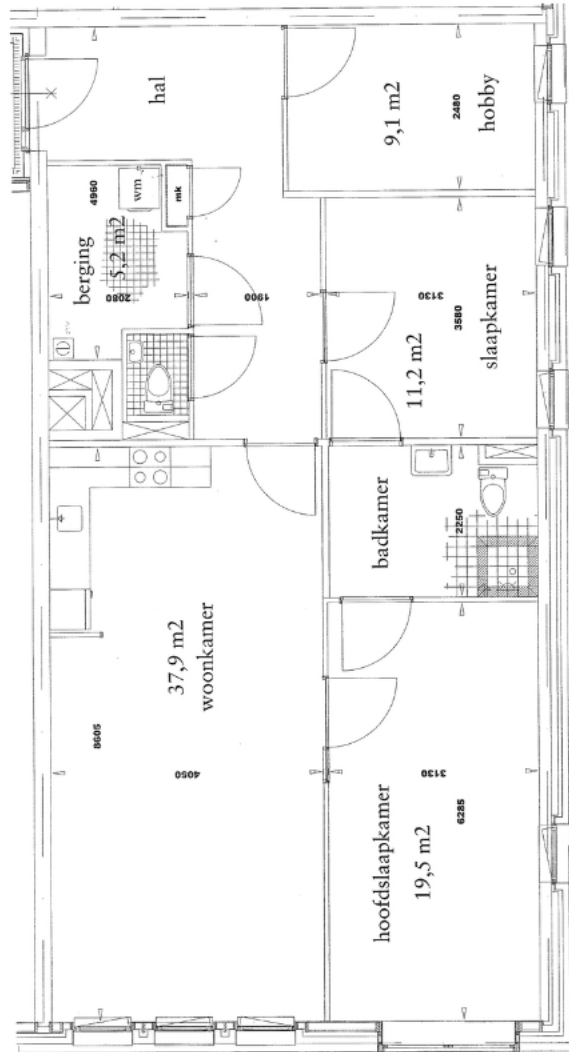 hal
9,1 m2
hobby
2480
4960
wm
mk
berging
5,2 m2
2080
1900
3130
3580
slaapkamer
11,2 m2
badkamer
2250
37,9 m2
woonkamer
8605
4050
3130
6285
hoofdslaapkamer
19,5 m2